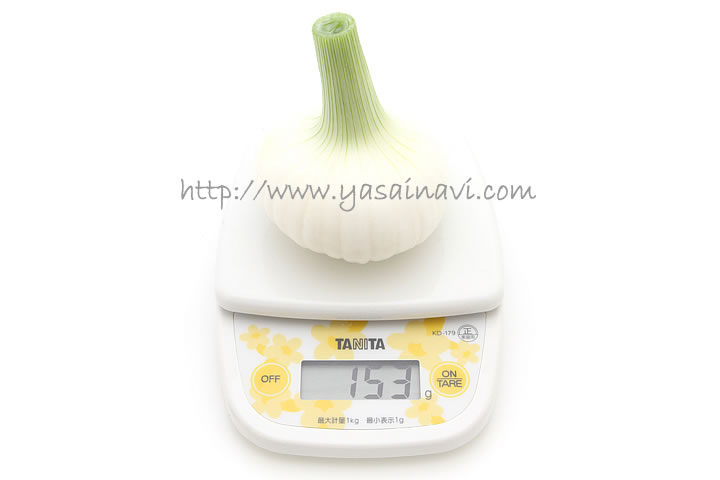 http://www.yasainavi.com
KD-179
正
TANITA
OFF
153 g
ON
TARE
最大計量1kg 最小表示1g